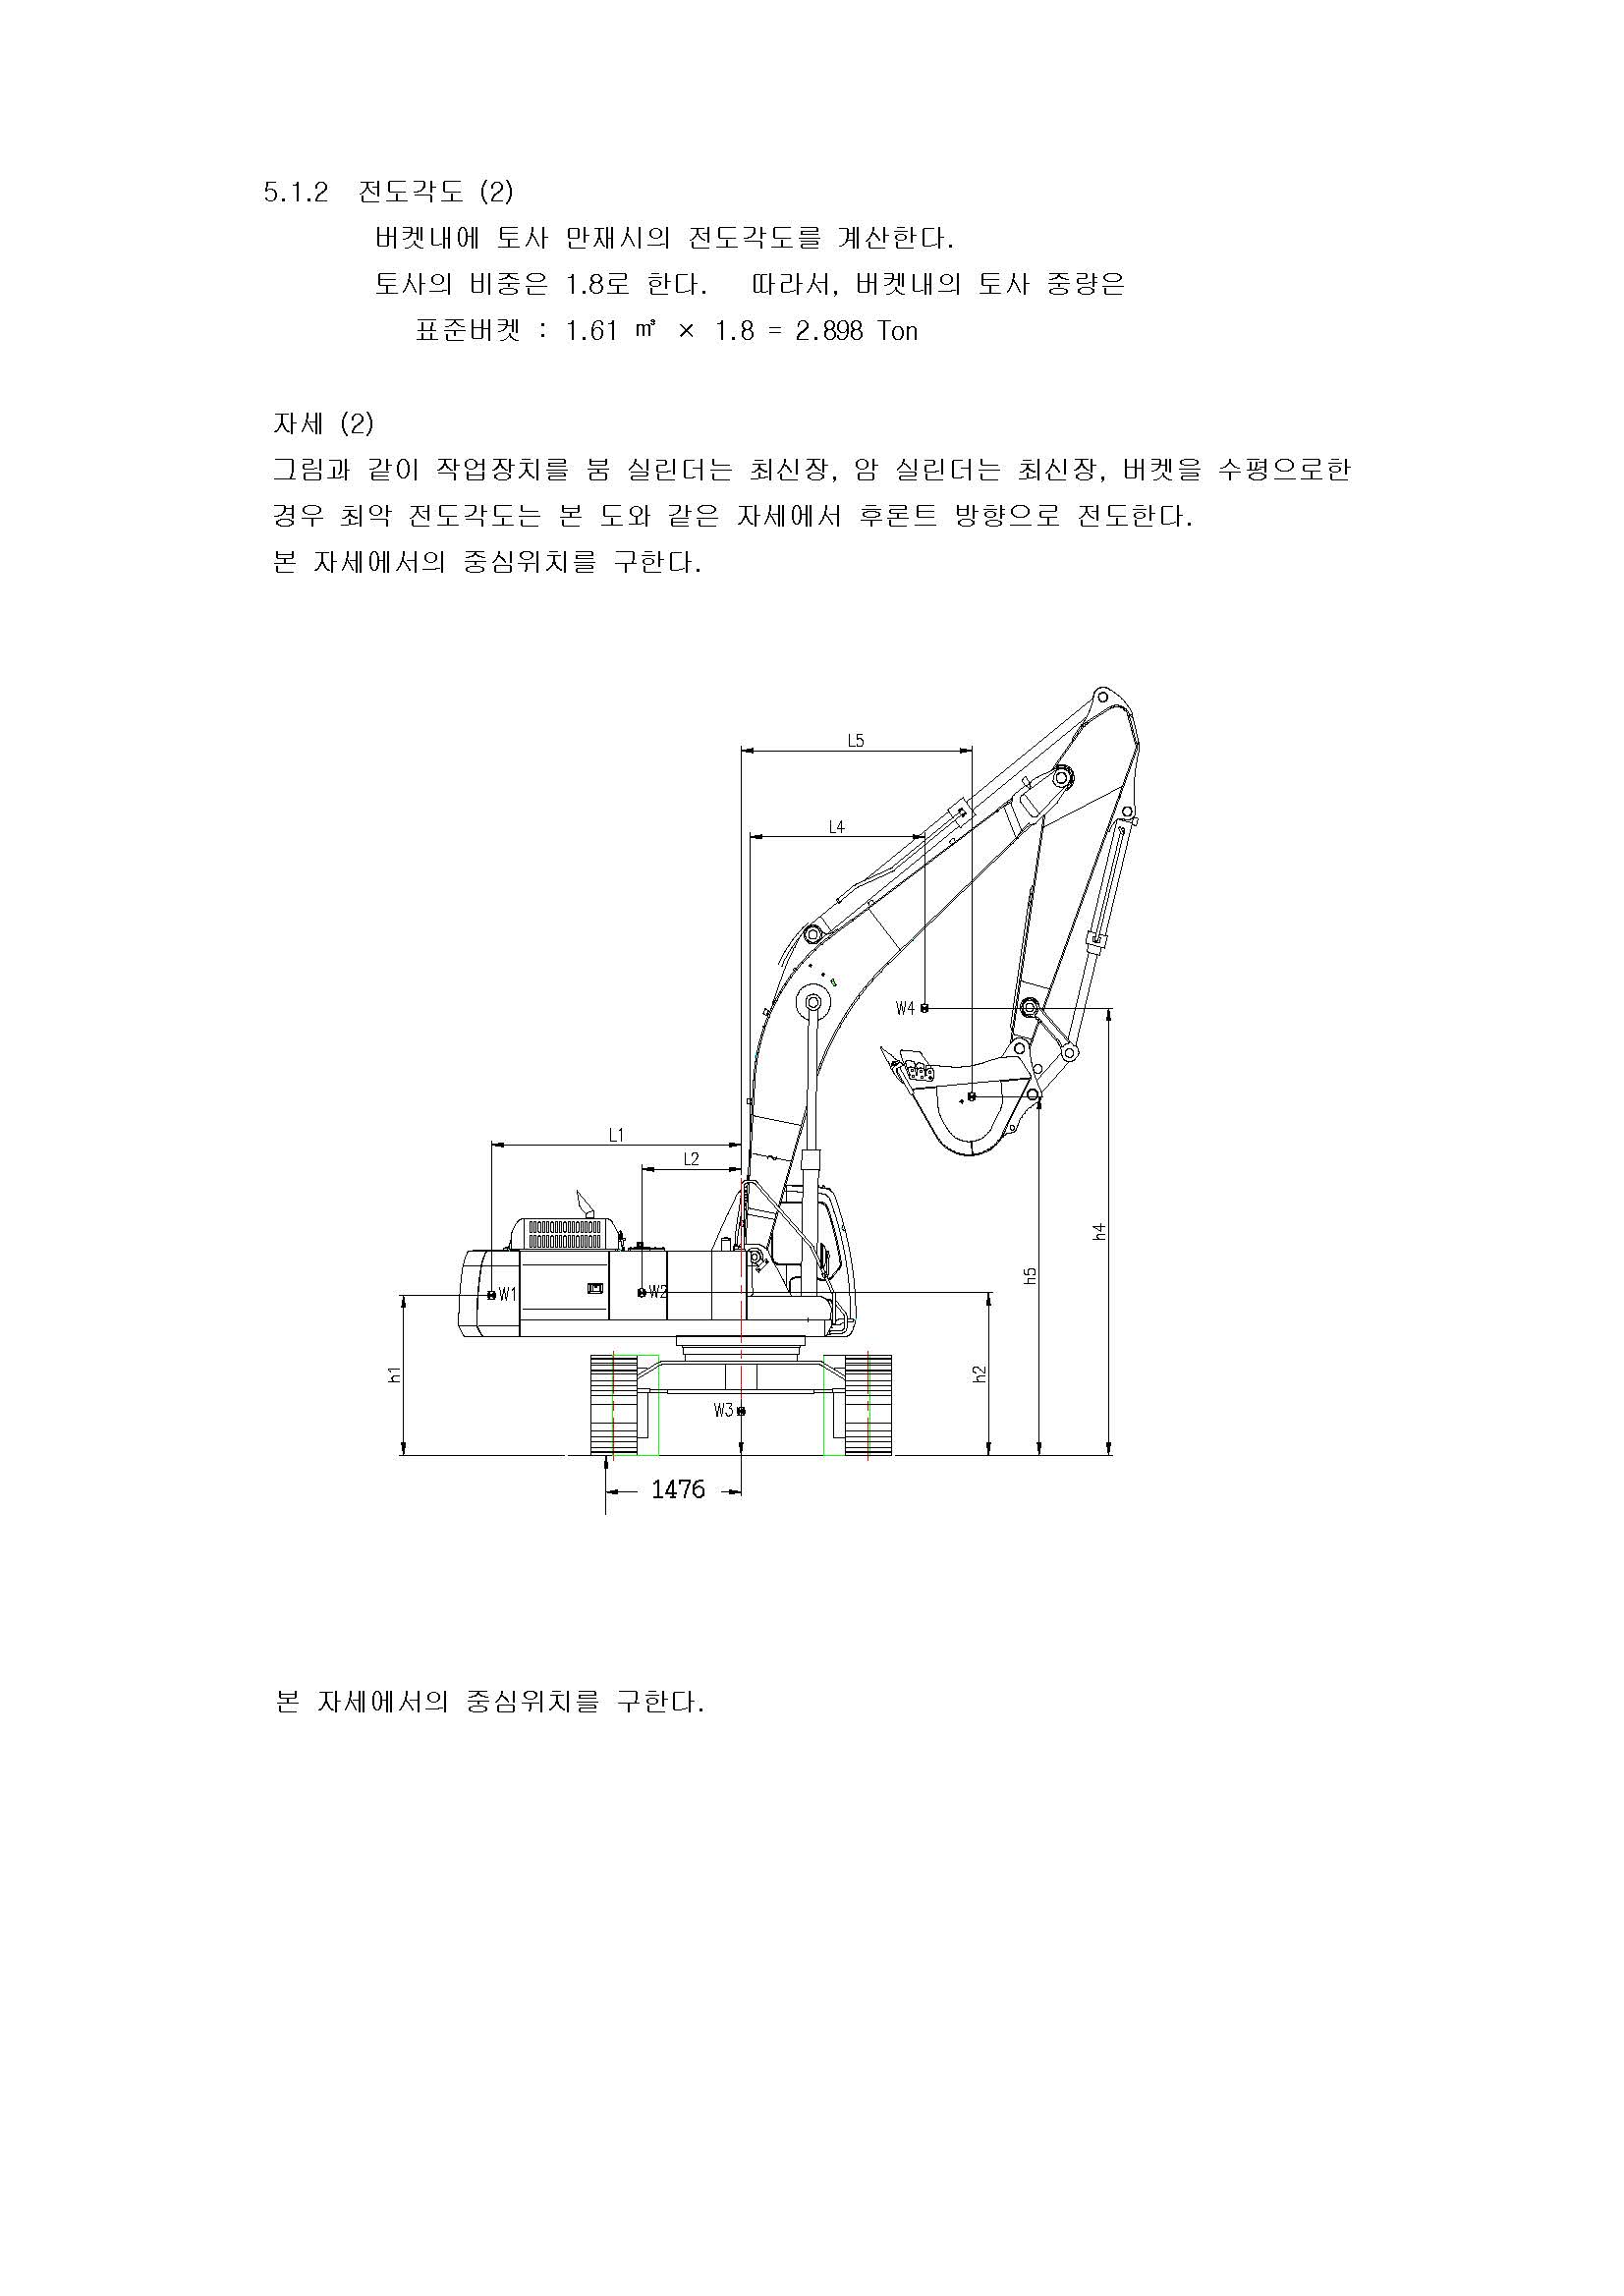 5.1.2 전도각도 (2)
버켓내에 토사 만재시의 전도각도를 계산한다.
토사의 비중은 1.8로 한다. 따라서, 버켓내의 토사 중량은
표준버켓 : 1.61 ㎥ × 1.8 = 2.898 Ton
자세 (2)
그림과 같이 작업장치를 붐 실린더는 최신장, 암 실린더는 최신장, 버켓을 수평으로한
경우 최악 전도각도는 본 도와 같은 자세에서 후론트 방향으로 전도한다.
본 자세에서의 중심위치를 구한다.
L5
L4
W4
L1
L2
h4
h5
W1
W2
h1
h2
W3
1476
본 자세에서의 중심위치를 구한다.